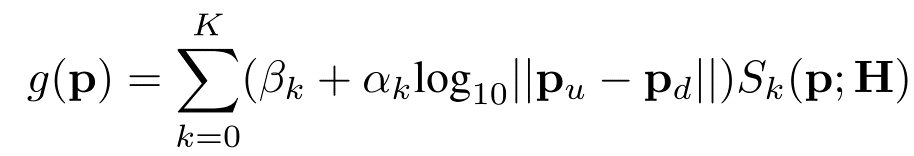 g(𝐩) = ∑_{k=0}^{K} (β_k + α_k log_{10}||𝐩_u − 𝐩_d||)S_k(𝐩; 𝐇)